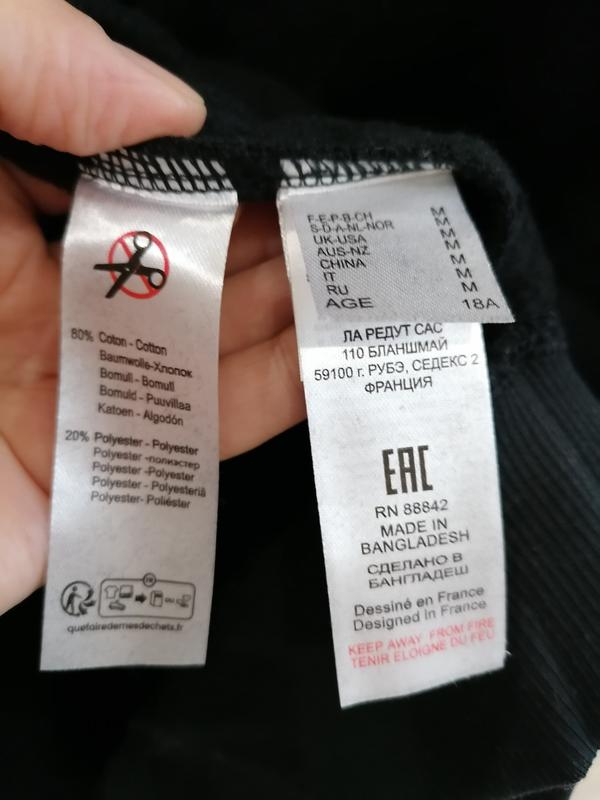 80% Coton - Cotton
Baumwolle-Хлопок
Bomull - Bomull
Bomuld - Puuvillaa
Katoen - Algodón
20% Polyester - Polyester
Polyester -полиэстер
Polyester -Polyester
Polyester - Polyesteriä
Polyester- Poliéster
FR
OU
quefairedemesdechets.fr
F-E-P-B-CH M
S-D-A-NL-NOR M
UK-USA M
AUS-NZ M
CHINA M
IT M
RU M
AGE 18A
ЛА РЕДУТ САС
110 БЛАНШМАЙ
59100 г. РУБЭ, СЕДЕКС 2
ФРАНЦИЯ
EAC
RN 88842
MADE IN
BANGLADESH
СДЕЛАНО В
БАНГЛАДЕШ
Dessiné en France
Designed in France
KEEP AWAY FROM FIRE
TENIR ELOIGNE DU FEU